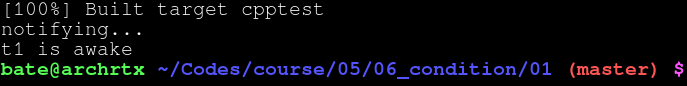 [100%] Built target cpptest
notifying...
t1 is awake
bate@archrtx ~/Codes/course/05/06_condition/01 (master) $